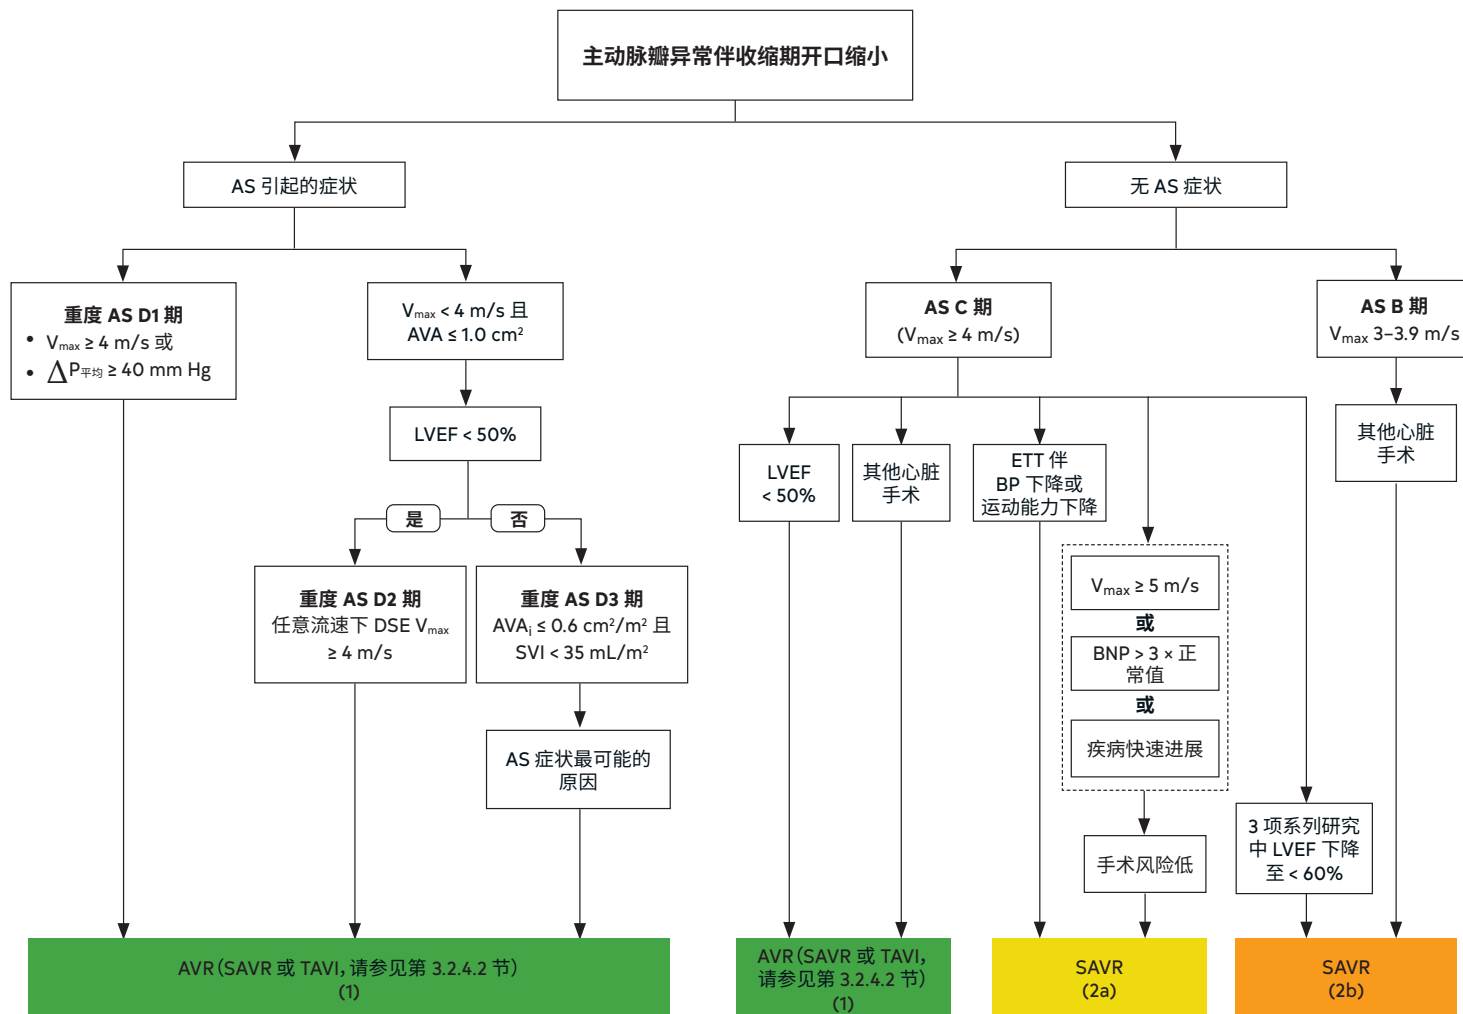 主动脉瓣异常伴收缩期开口缩小
AS 引起的症状
无 AS 症状
重度 AS D1 期
• Vmax ≥ 4 m/s 或
• ΔP平均 ≥ 40 mm Hg
Vmax < 4 m/s 且
AVA ≤ 1.0 cm²
AS C 期
(Vmax ≥ 4 m/s)
AS B 期
Vmax 3–3.9 m/s
LVEF < 50%
是
否
重度 AS D2 期
任意流速下 DSE Vmax
≥ 4 m/s
重度 AS D3 期
AVAi ≤ 0.6 cm²/m² 且
SVI < 35 mL/m²
AS 症状最可能的
原因
LVEF
< 50%
其他心脏
手术
ETT 伴
BP 下降或
运动能力下降
Vmax ≥ 5 m/s
或
BNP > 3 × 正
常值
或
疾病快速进展
手术风险低
3 项系列研究
中 LVEF 下降
至 < 60%
其他心脏
手术
AVR（SAVR 或 TAVI，请参见第 3.2.4.2 节）
(1)
AVR（SAVR 或 TAVI，
请参见第 3.2.4.2 节）
(1)
SAVR
(2a)
SAVR
(2b)